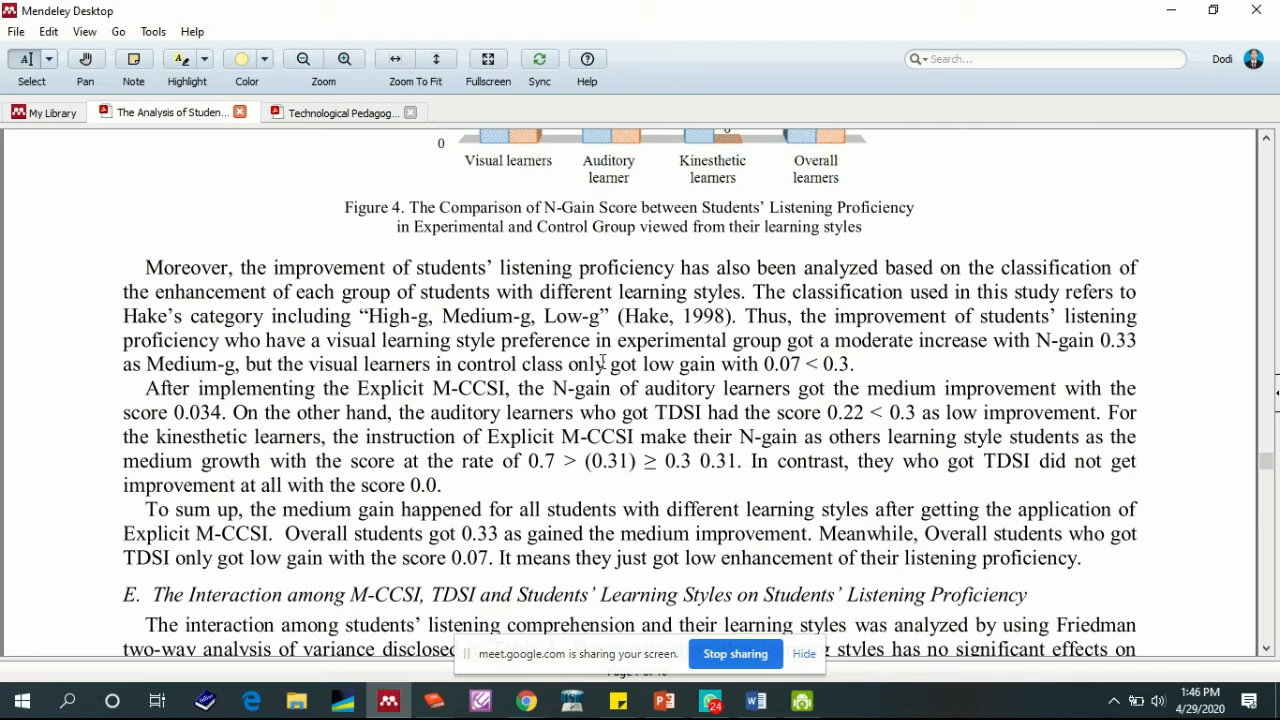 Mendeley Desktop
File Edit View Go Tools Help
Select Pan Note Highlight Color Zoom Zoom To Fit Fullscreen Sync Help
Search...
Dodi
My Library
The Analysis of Studen...
Technological Pedagog...
0
Visual learners
Auditory learner
Kinesthetic learners
Overall learners
Figure 4. The Comparison of N-Gain Score between Students’ Listening Proficiency
in Experimental and Control Group viewed from their learning styles
Moreover, the improvement of students’ listening proficiency has also been analyzed based on the classification of
the enhancement of each group of students with different learning styles. The classification used in this study refers to
Hake’s category including “High-g, Medium-g, Low-g” (Hake, 1998). Thus, the improvement of students’ listening
proficiency who have a visual learning style preference in experimental group got a moderate increase with N-gain 0.33
as Medium-g, but the visual learners in control class only got low gain with 0.07 < 0.3.
After implementing the Explicit M-CCSI, the N-gain of auditory learners got the medium improvement with the
score 0.034. On the other hand, the auditory learners who got TDSI had the score 0.22 < 0.3 as low improvement. For
the kinesthetic learners, the instruction of Explicit M-CCSI make their N-gain as others learning style students as the
medium growth with the score at the rate of 0.7 > (0.31) ≥ 0.3 0.31. In contrast, they who got TDSI did not get
improvement at all with the score 0.0.
To sum up, the medium gain happened for all students with different learning styles after getting the application of
Explicit M-CCSI. Overall students got 0.33 as gained the medium improvement. Meanwhile, Overall students who got
TDSI only got low gain with the score 0.07. It means they just got low enhancement of their listening proficiency.
E. The Interaction among M-CCSI, TDSI and Students’ Learning Styles on Students’ Listening Proficiency
The interaction among students’ listening comprehension and their learning styles was analyzed by using Friedman
two-way analysis of variance disclosed styles has no significant effects on
meet.google.com is sharing your screen. Stop sharing Hide
24
1:46 PM
4/29/2020